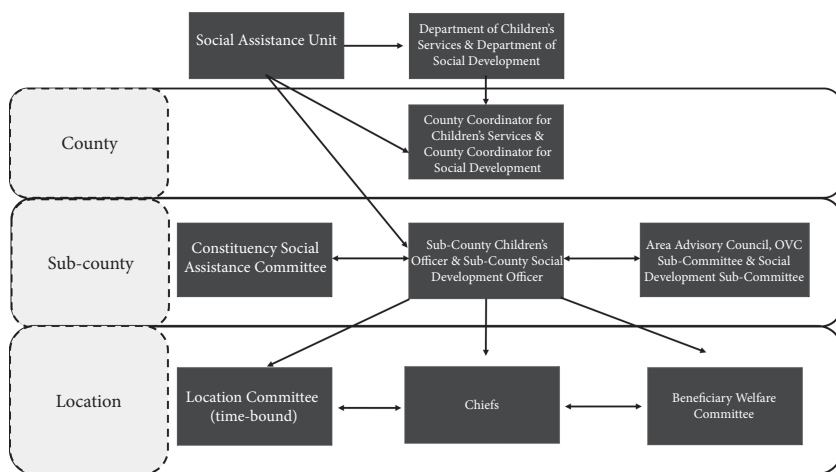 Social Assistance Unit
Department of Children's
Services & Department of
Social Development
County
County Coordinator for
Children's Services &
County Coordinator for
Social Development
Sub-county
Constituency Social
Assistance Committee
Sub-County Children's
Officer & Sub-County Social
Development Officer
Area Advisory Council, OVC
Sub-Committee & Social
Development Sub-Committee
Location
Location Committee
(time-bound)
Chiefs
Beneficiary Welfare
Committee